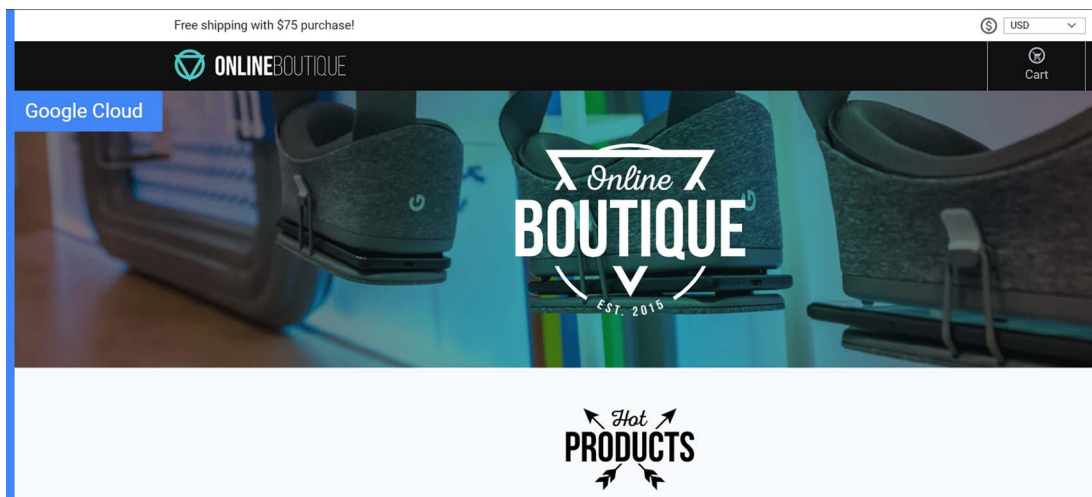 Free shipping with $75 purchase!
$ USD
ONLINEBOUTIQUE
Cart
Google Cloud
Online
BOUTIQUE
EST. 2015
Hot
PRODUCTS